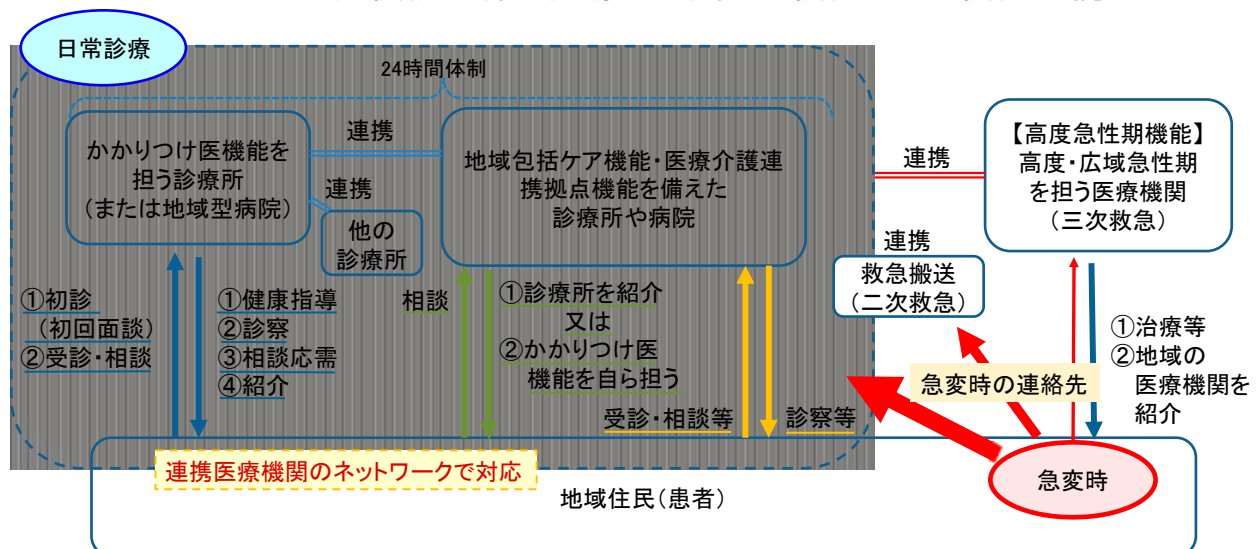 日常診療
24時間体制
かかりつけ医機能を
担う診療所
(または地域型病院)
連携
連携
他の
診療所
地域包括ケア機能・医療介護連
携拠点機能を備えた
診療所や病院
連携
【高度急性期機能】
高度・広域急性期
を担う医療機関
(三次救急)
連携
救急搬送
(二次救急)
①初診
(初回面談)
②受診・相談
①健康指導
②診察
③相談応需
④紹介
相談
①診療所を紹介
又は
②かかりつけ医
機能を自ら担う
受診・相談等
診察等
急変時の連絡先
①治療等
②地域の
医療機関を
紹介
連携医療機関のネットワークで対応
地域住民(患者)
急変時